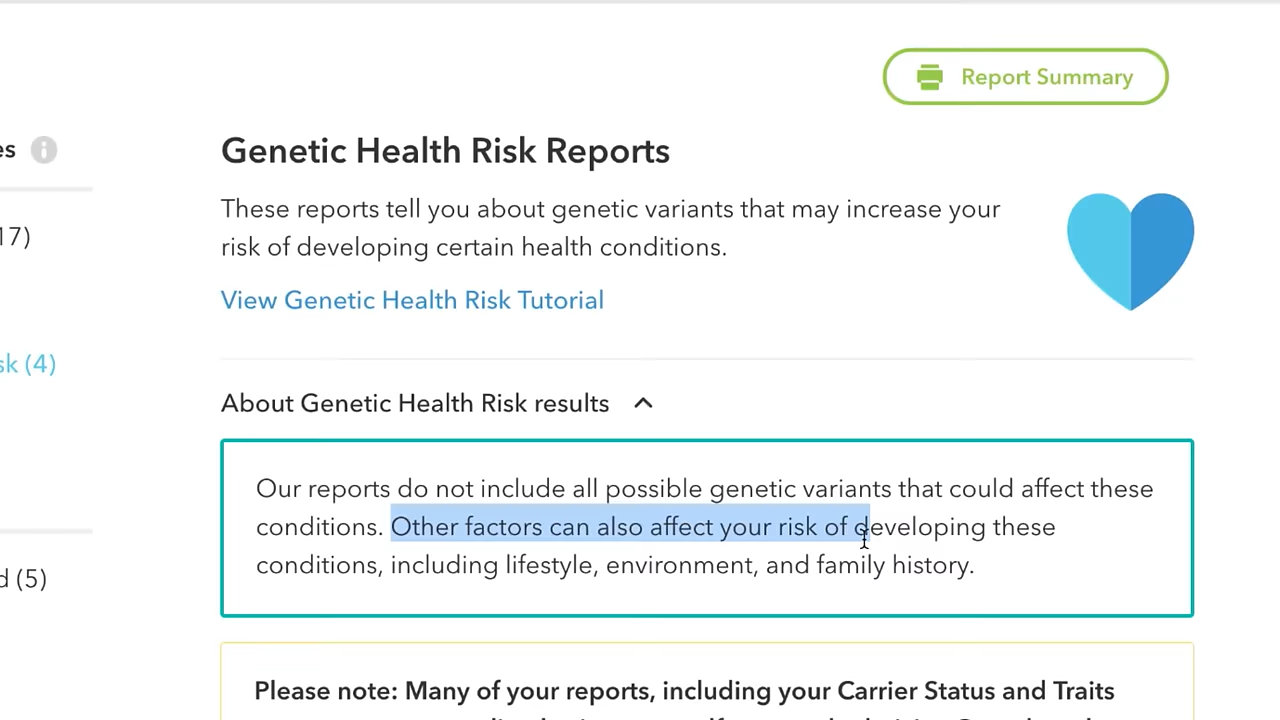 Report Summary
es
17)
sk (4)
d (5)
Genetic Health Risk Reports
These reports tell you about genetic variants that may increase your
risk of developing certain health conditions.
View Genetic Health Risk Tutorial
About Genetic Health Risk results
Our reports do not include all possible genetic variants that could affect these
conditions. Other factors can also affect your risk of developing these
conditions, including lifestyle, environment, and family history.
Please note: Many of your reports, including your Carrier Status and Traits